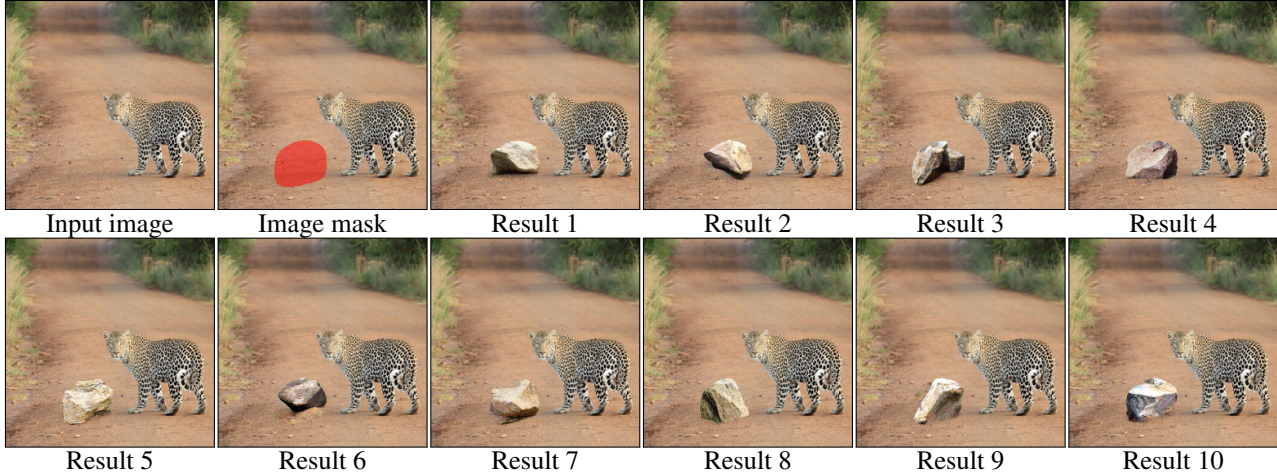 Input image
Image mask
Result 1
Result 2
Result 3
Result 4
Result 5
Result 6
Result 7
Result 8
Result 9
Result 10